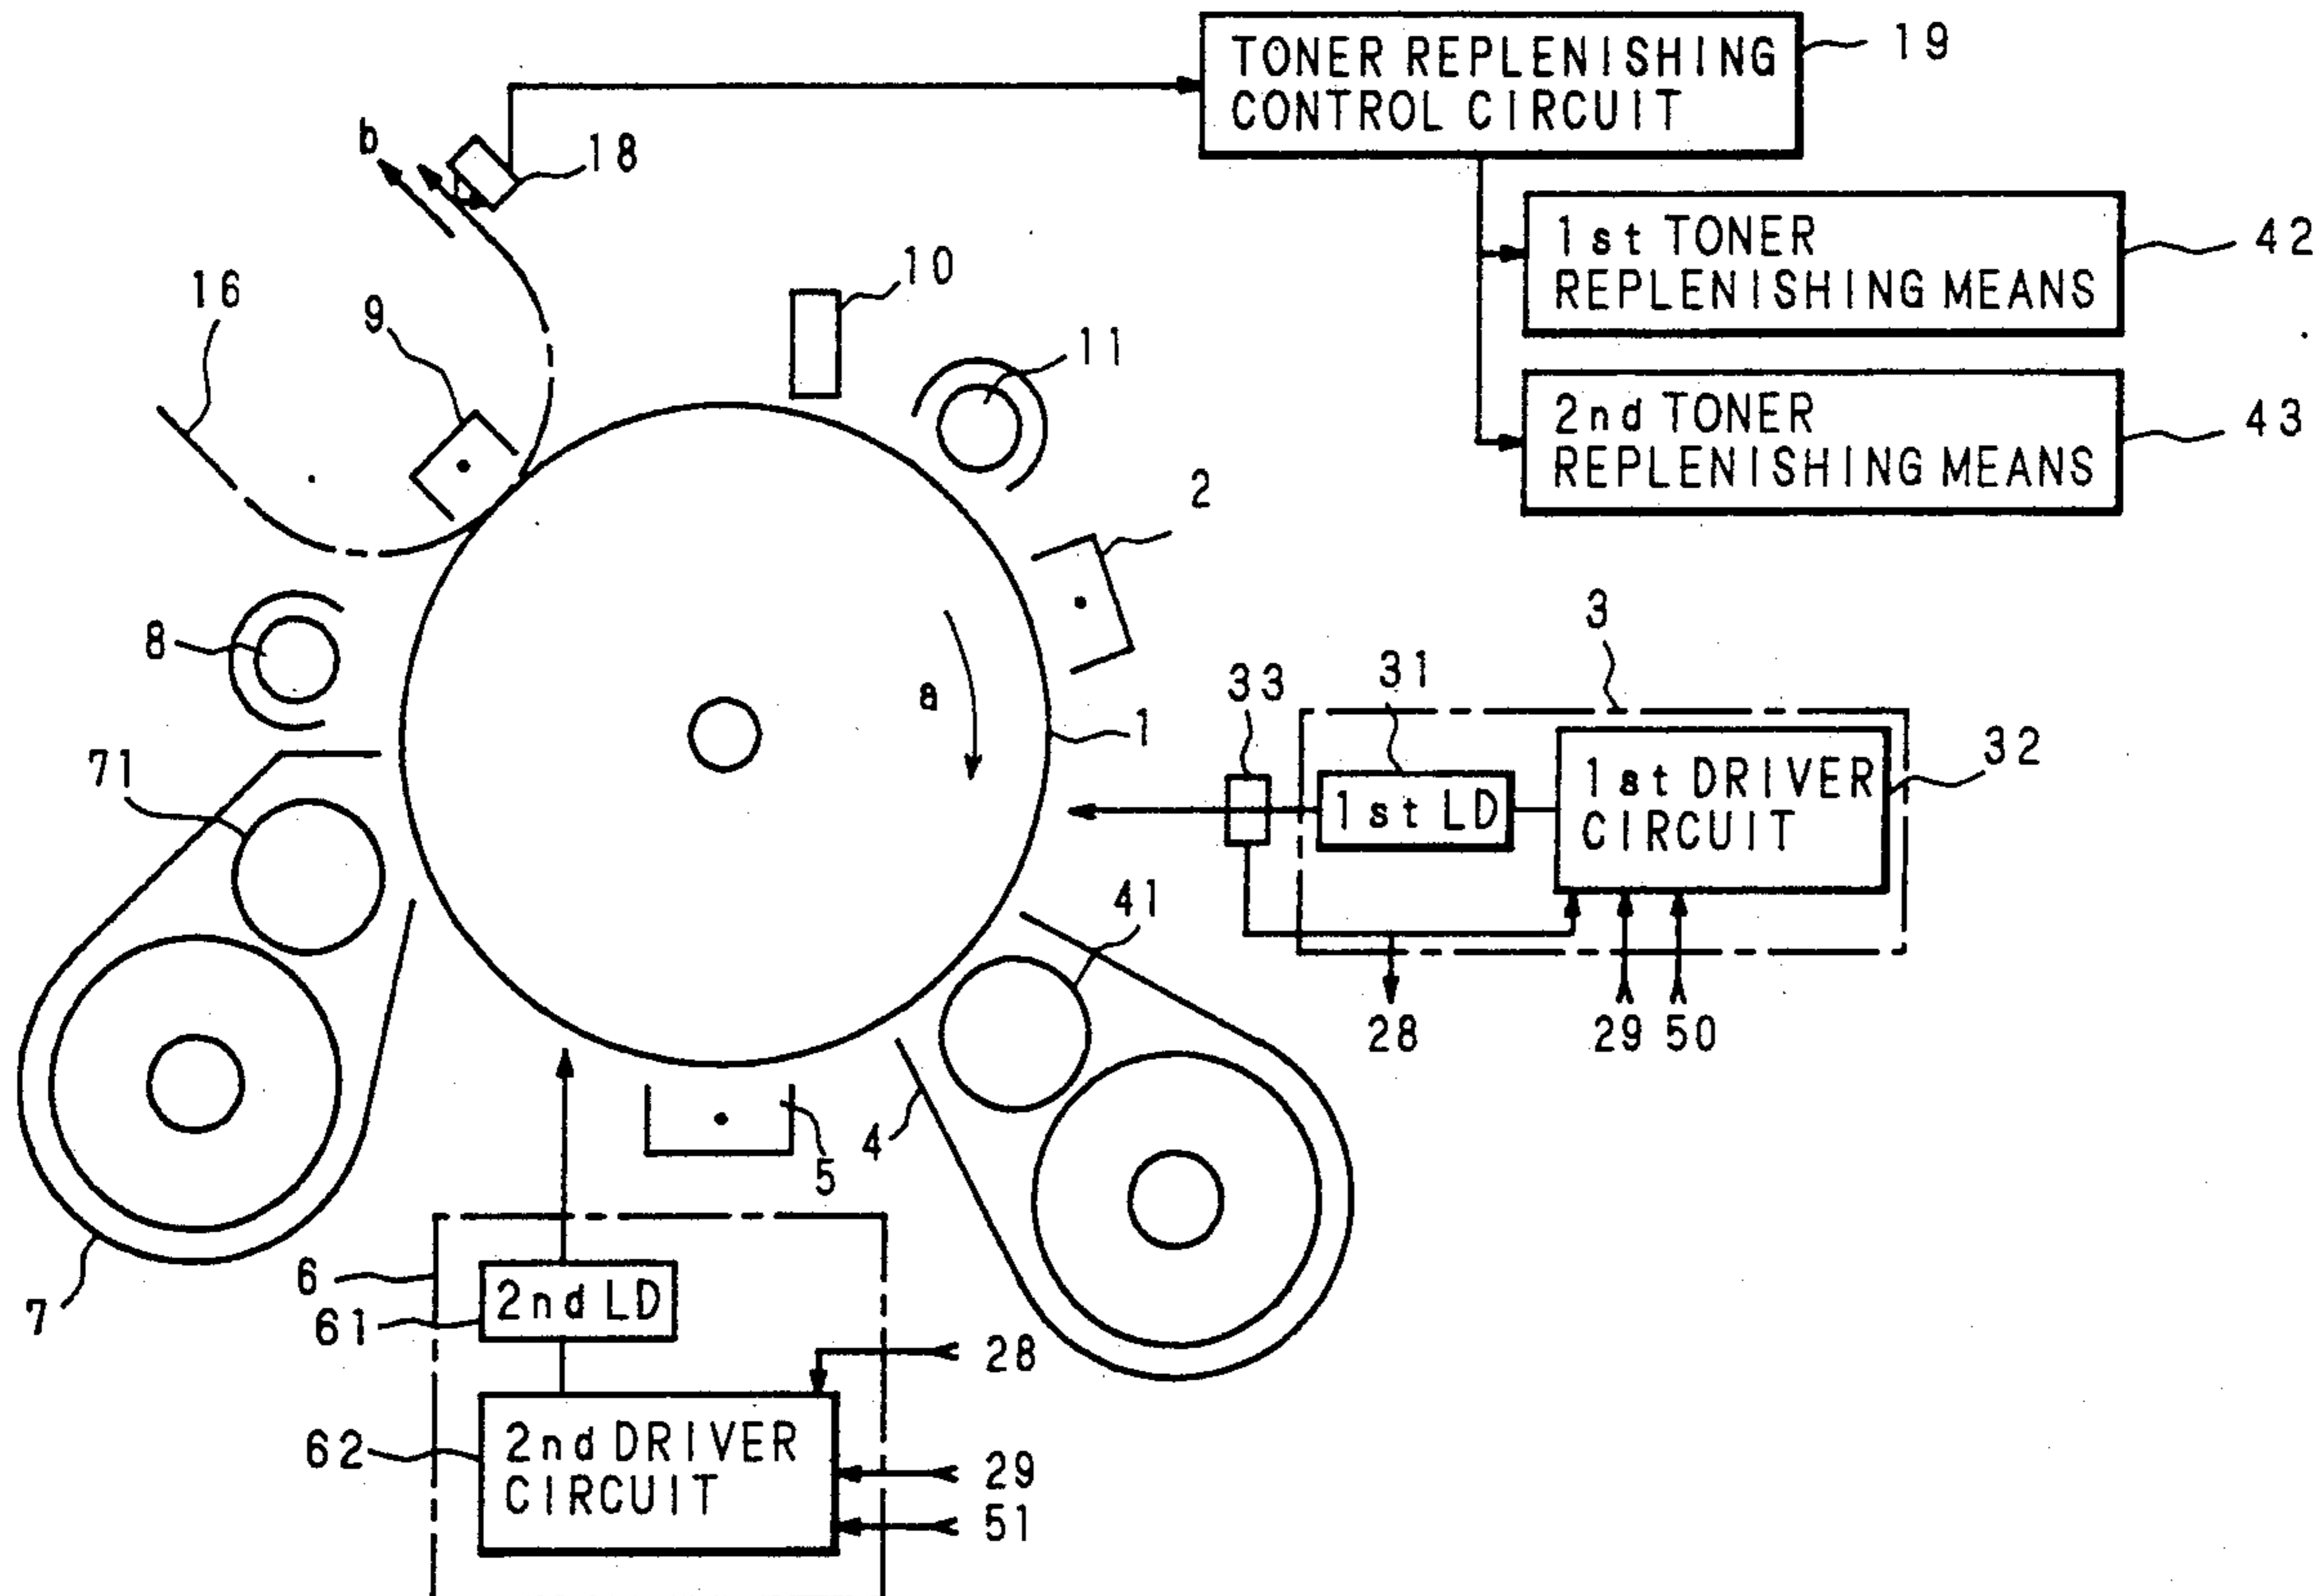 TONER REPLENISHING
CONTROL CIRCUIT
19
b
18
1st TONER
REPLENISHING MEANS
42
16
9
10
11
2nd TONER
REPLENISHING MEANS
43
2
8
3
a
33
31
1
71
1st LD
1st DRIVER
CIRCUIT
32
41
28
29
50
4
5
7
6
2nd LD
61
28
62
2nd DRIVER
CIRCUIT
29
51